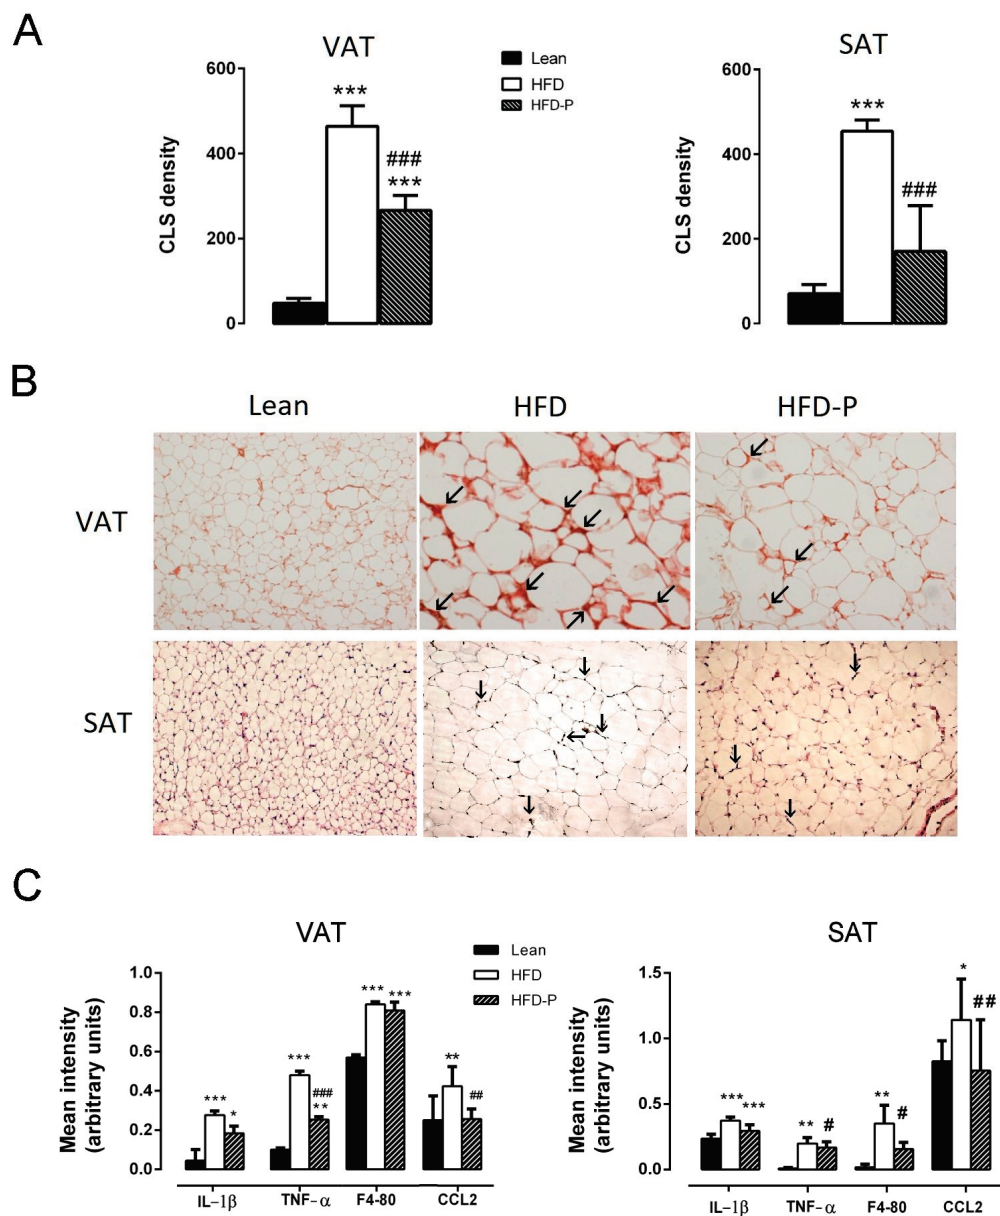 A
VAT
Lean
HFD
HFD-P
SAT
600
400
200
0
CLS density
***
###
***
600
400
200
0
CLS density
***
###
B
Lean
HFD
HFD-P
VAT
SAT
C
VAT
Lean
HFD
HFD-P
SAT
Mean intensity
(arbitrary units)
1.0
0.8
0.6
0.4
0.2
0.0
***
*
***
###
**
***
***
**
##
IL-1β
TNF-α
F4-80
CCL2
Mean intensity
(arbitrary units)
1.5
1.0
0.5
0.0
***
***
**
#
**
#
*
##
IL-1β
TNF-α
F4-80
CCL2